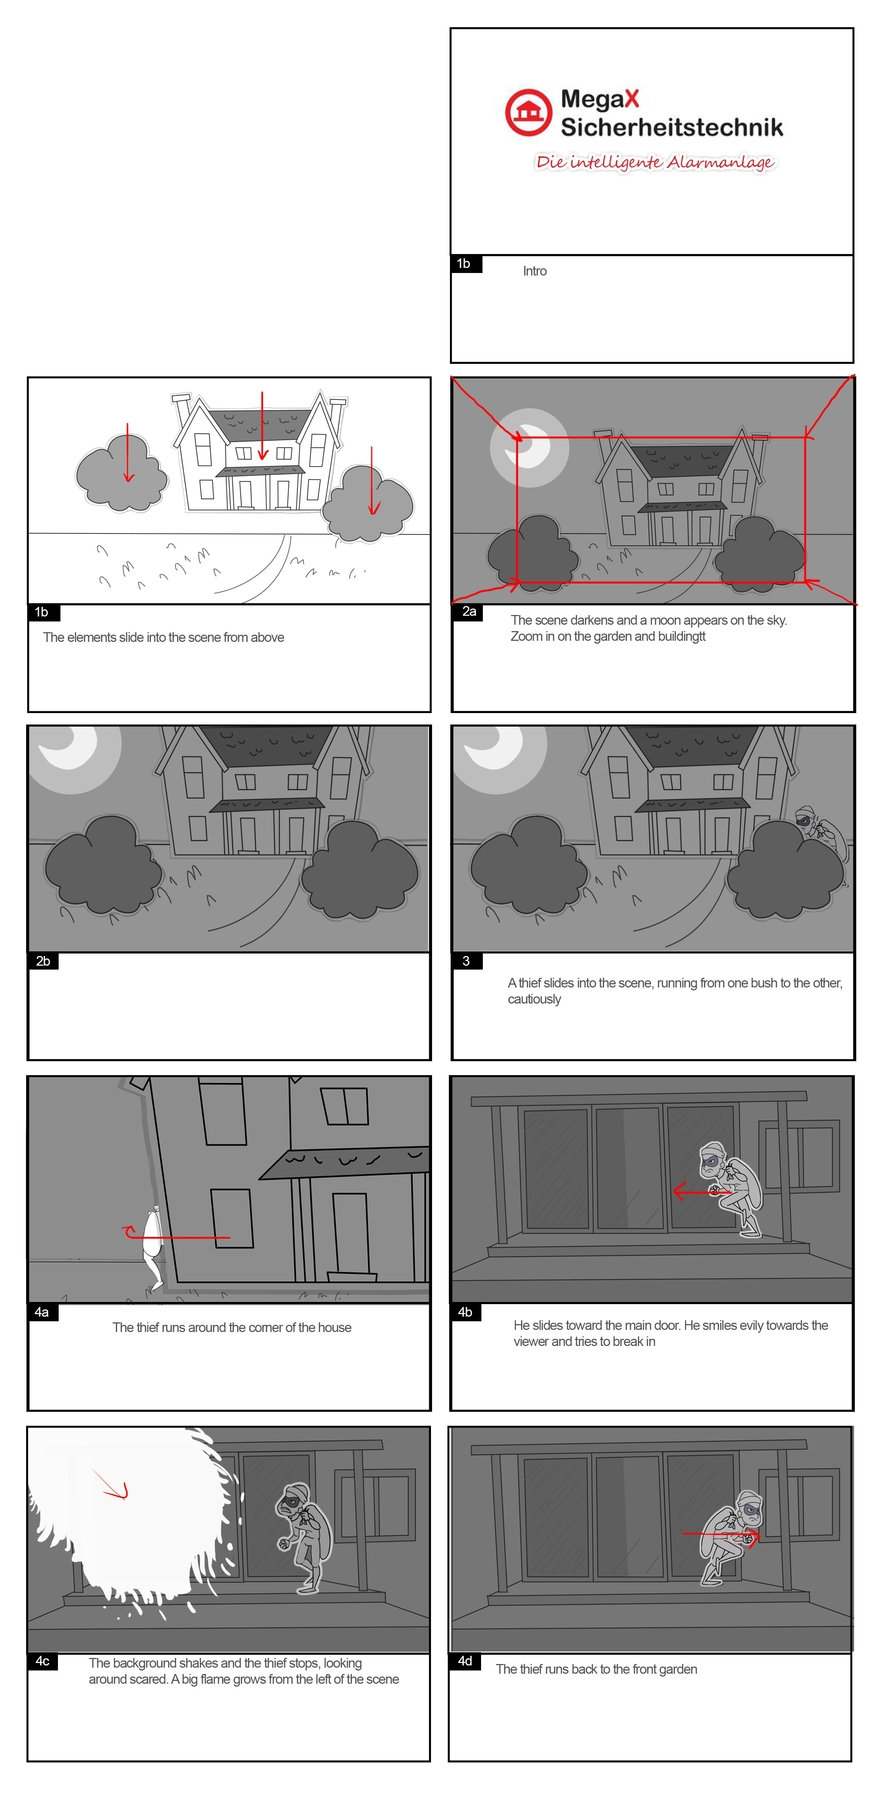 MegaX
Sicherheitstechnik
Die intelligente Alarmanlage
1b
Intro
1b
The elements slide into the scene from above
2a
The scene darkens and a moon appears on the sky.
Zoom in on the garden and buildingtt
2b
3
A thief slides into the scene, running from one bush to the other,
cautiously
4a
The thief runs around the corner of the house
4b
He slides toward the main door. He smiles evily towards the
viewer and tries to break in
4c
The background shakes and the thief stops, looking
around scared. A big flame grows from the left of the scene
4d
The thief runs back to the front garden